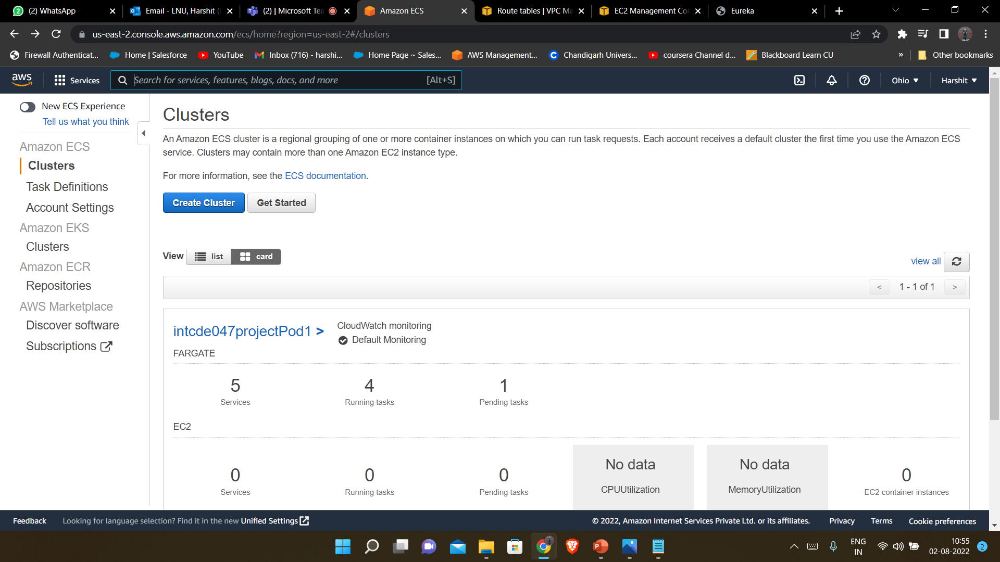 (2) WhatsApp
Email - LNU, Harshit (
(2) | Microsoft Tea
Amazon ECS
Route tables | VPC Ma
EC2 Management Co
Eureka
us-east-2.console.aws.amazon.com/ecs/home?region=us-east-2#/clusters
Firewall Authenticat...
Home | Salesforce
YouTube
Inbox (716) - harshi...
Home Page ~ Sales...
AWS Management...
Chandigarh Univers...
coursera Channel d...
Blackboard Learn CU
»
Other bookmarks
aws
Services
Search for services, features, blogs, docs, and more
[Alt+S]
Ohio
Harshit
New ECS Experience
Tell us what you think
Amazon ECS
Clusters
Task Definitions
Account Settings
Amazon EKS
Clusters
Amazon ECR
Repositories
AWS Marketplace
Discover software
Subscriptions
Clusters
An Amazon ECS cluster is a regional grouping of one or more container instances on which you can run task requests. Each account receives a default cluster the first time you use the Amazon ECS
service. Clusters may contain more than one Amazon EC2 instance type.
For more information, see the ECS documentation.
Create Cluster
Get Started
View
list
card
view all
< 1 - 1 of 1 >
intcde047projectPod1 >
CloudWatch monitoring
Default Monitoring
FARGATE
5
Services
4
Running tasks
1
Pending tasks
EC2
0
Services
0
Running tasks
0
Pending tasks
No data
CPUUtilization
No data
MemoryUtilization
0
EC2 container instances
Feedback
Looking for language selection? Find it in the new Unified Settings
© 2022, Amazon Internet Services Private Ltd. or its affiliates.
Privacy
Terms
Cookie preferences
ENG
IN
10:55
02-08-2022
2